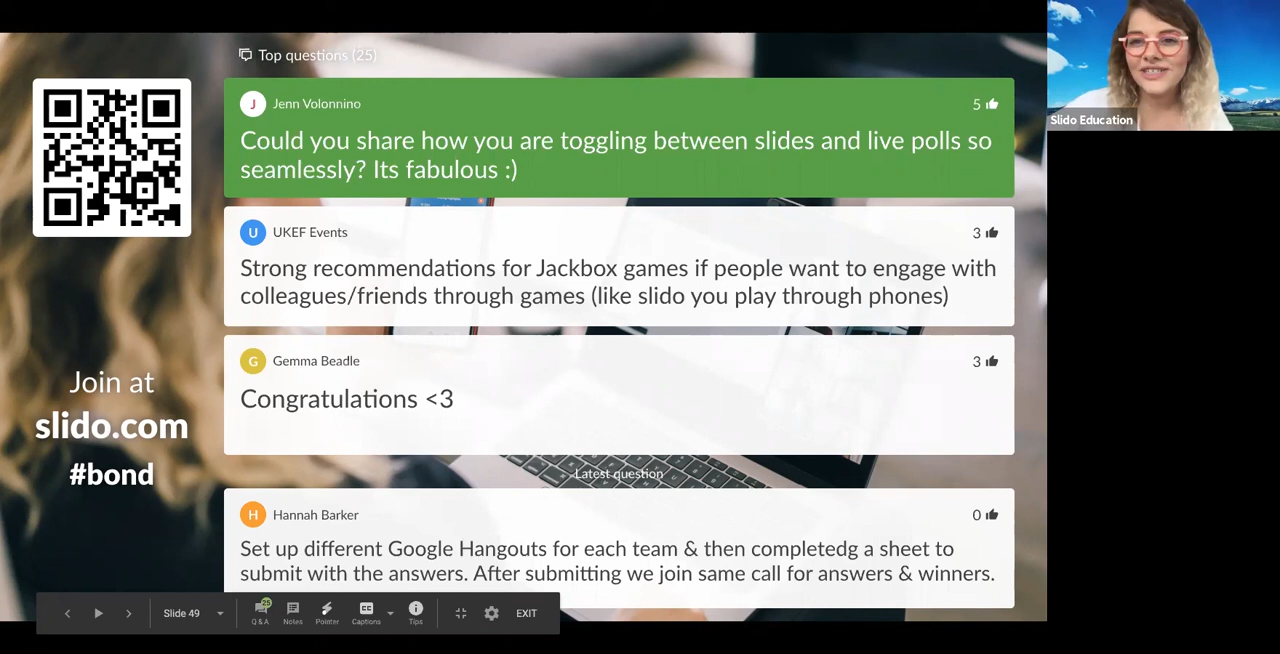 Top questions (25)
J
Jenn Volonnino
5
Could you share how you are toggling between slides and live polls so
seamlessly? Its fabulous :)
U
UKEF Events
3
Strong recommendations for Jackbox games if people want to engage with
colleagues/friends through games (like slido you play through phones)
G
Gemma Beadle
3
Congratulations <3
Latest question
H
Hannah Barker
0
Set up different Google Hangouts for each team & then completedg a sheet to
submit with the answers. After submitting we join same call for answers & winners.
Join at
slido.com
#bond
Slide 49
25
Q & A
Notes
Pointer
CC
Captions
Tips
EXIT
Slido Education